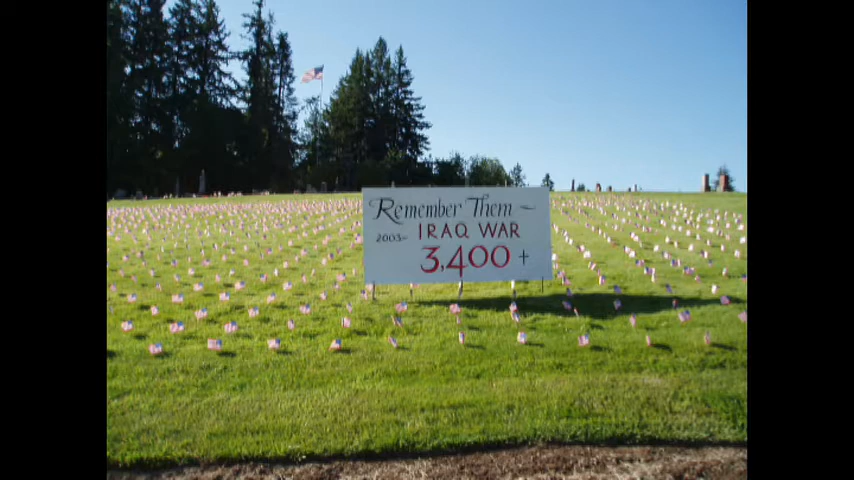 Remember Them ~
2003- IRAQ WAR
3,400 +